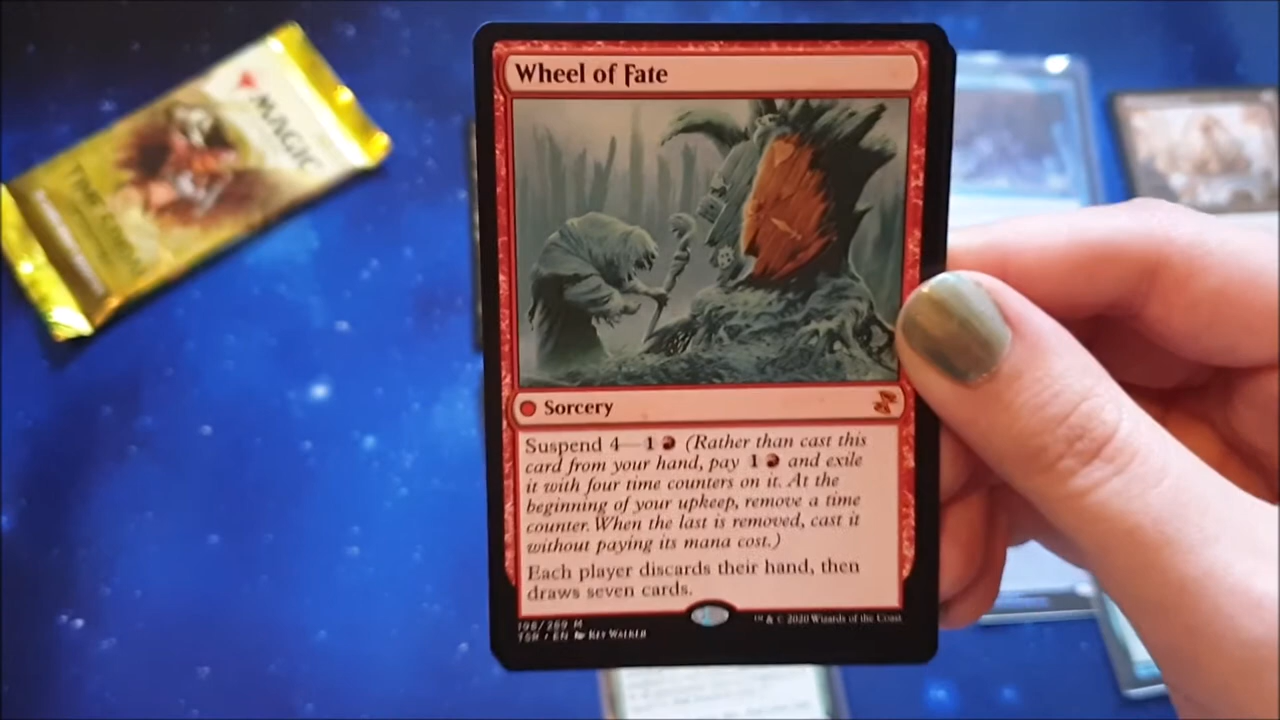 MAGIC
Wheel of Fate
Sorcery
Suspend 4—1 (Rather than cast this
card from your hand, pay 1 and exile
it with four time counters on it. At the
beginning of your upkeep, remove a time
counter. When the last is removed, cast it
without paying its mana cost.)
Each player discards their hand, then
draws seven cards.
198/289 M
TSR • EN Kev Walker
™ & © 2020 Wizards of the Coast